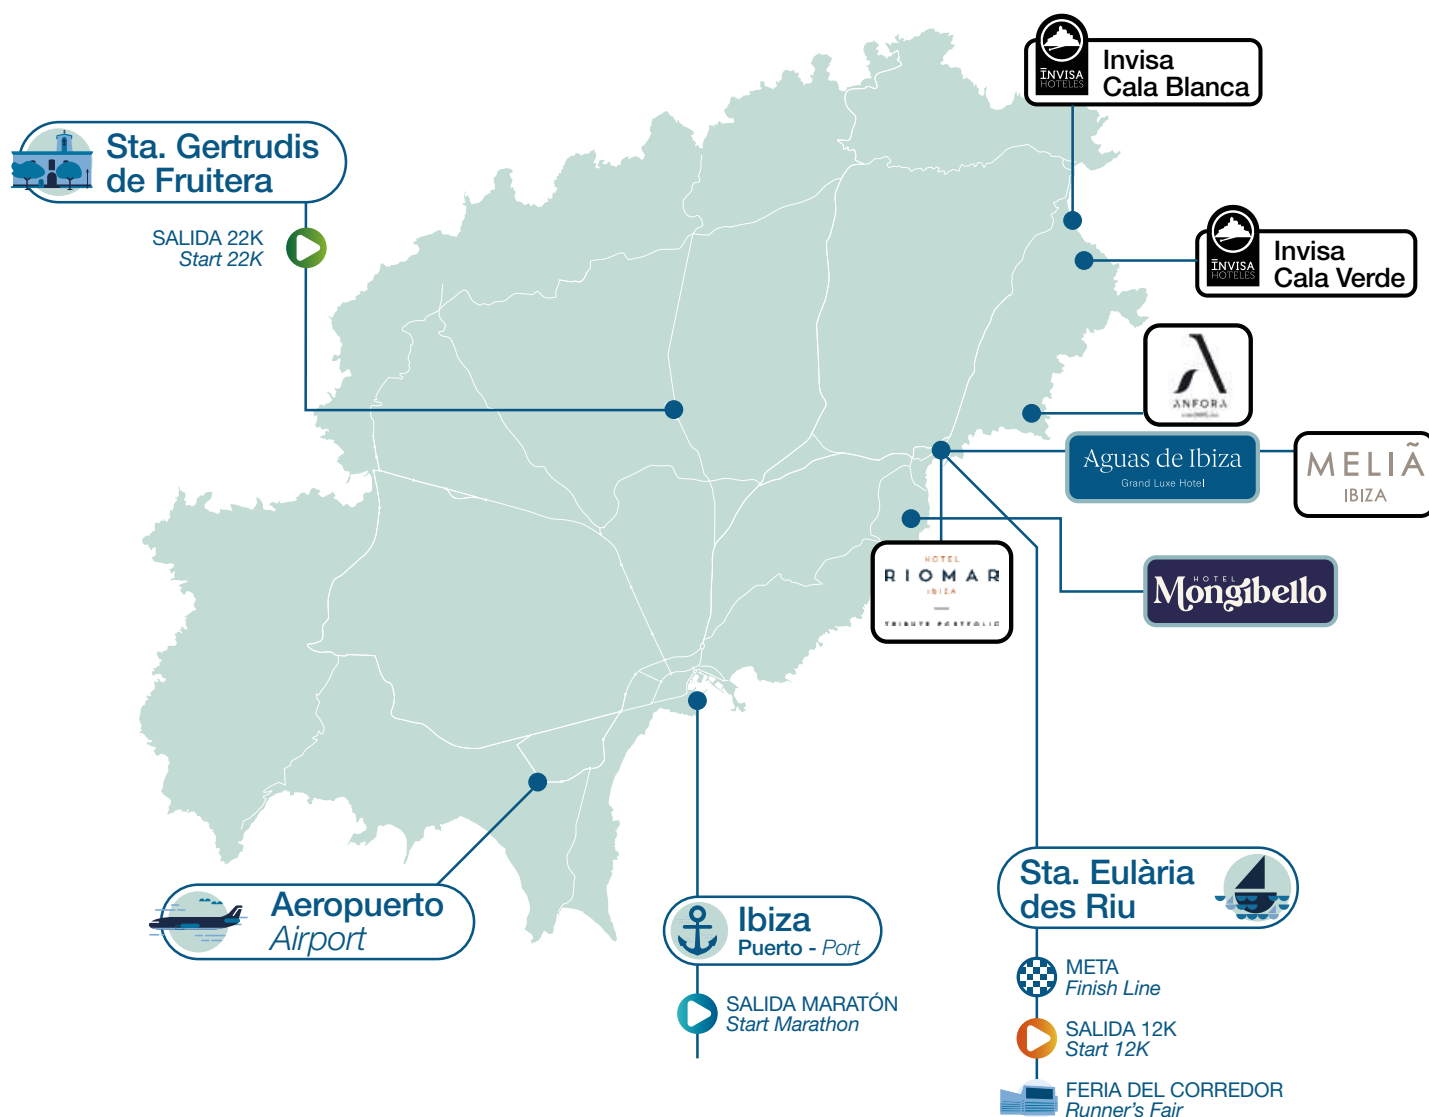 INVISA
HOTELES
Invisa
Cala Blanca
Sta. Gertrudis
de Fruitera
SALIDA 22K
Start 22K
INVISA
HOTELES
Invisa
Cala Verde
ANFORA
Aguas de Ibiza
Grand Luxe Hotel
MELIÃ
IBIZA
HOTEL
RIOMAR
IBIZA
TRIBUTE PORTFOLIO
HOTEL
Mongibello
Aeropuerto
Airport
Ibiza
Puerto - Port
SALIDA MARATÓN
Start Marathon
Sta. Eulària
des Riu
META
Finish Line
SALIDA 12K
Start 12K
FERIA DEL CORREDOR
Runner's Fair